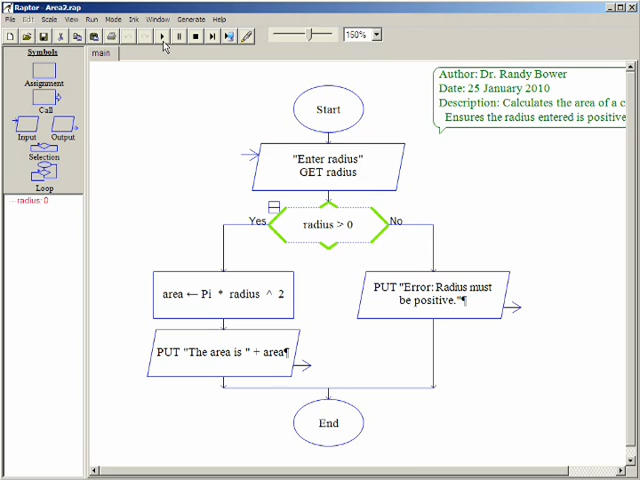 Raptor - Area2.rap
File Edit Scale View Run Mode Ink Window Generate Help
150%
Symbols
Assignment
Call
Input Output
Selection
Loop
radius: 0
main
Author: Dr. Randy Bower
Date: 25 January 2010
Description: Calculates the area of a c
Ensures the radius entered is positive
Start
"Enter radius"
GET radius
Yes
radius > 0
No
area ← Pi * radius ^ 2
PUT "The area is " + area¶
PUT "Error: Radius must
be positive."¶
End